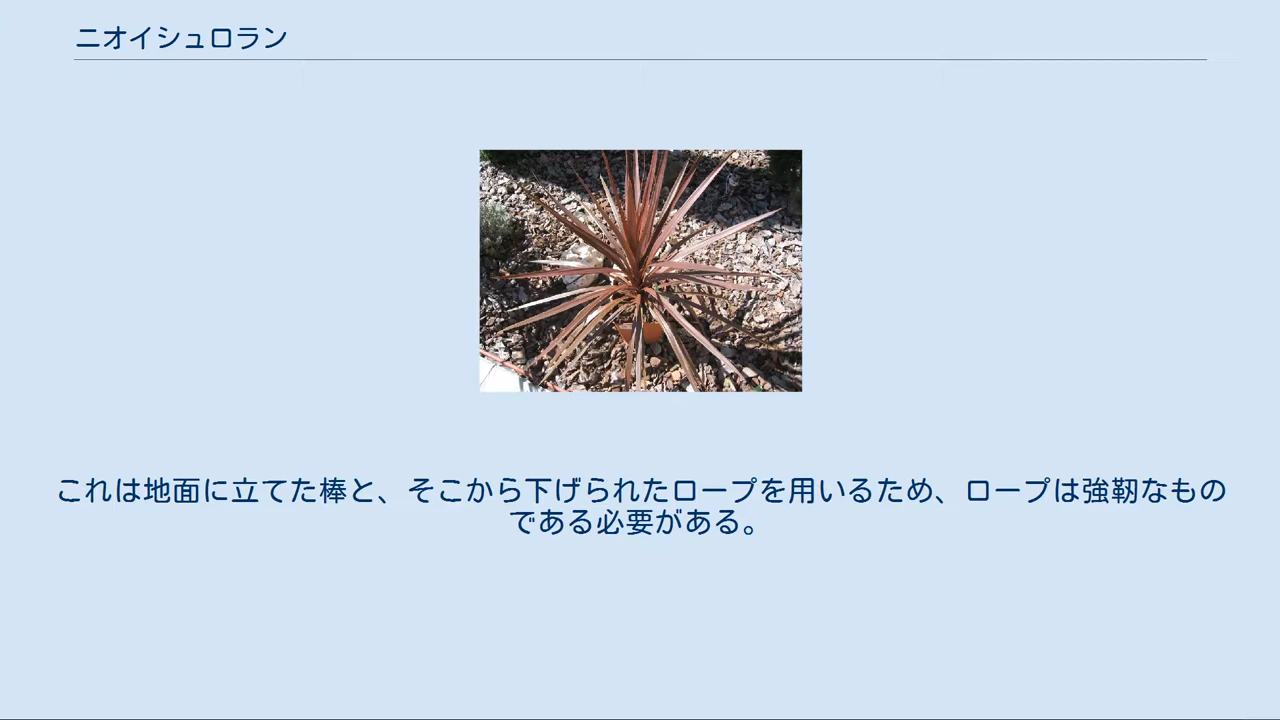 ニオイシュロラン
これは地面に立てた棒と、そこから下げられたロープを用いるため、ロープは強靭なもの
である必要がある。